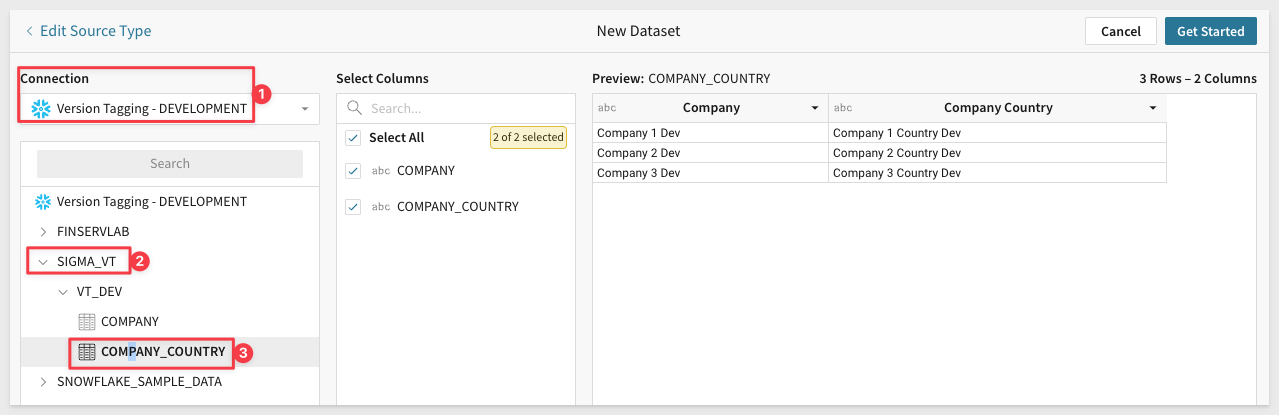 Edit Source Type
New Dataset
Cancel
Get Started
Connection
1
Version Tagging - DEVELOPMENT
Search
Version Tagging - DEVELOPMENT
FINSERVLAB
SIGMA_VT
2
VT_DEV
COMPANY
COMPANY_COUNTRY
3
SNOWFLAKE_SAMPLE_DATA
Select Columns
Search...
Select All
2 of 2 selected
abc COMPANY
abc COMPANY_COUNTRY
Preview: COMPANY_COUNTRY
3 Rows – 2 Columns
abc Company abc Company Country
Company 1 Dev Company 1 Country Dev
Company 2 Dev Company 2 Country Dev
Company 3 Dev Company 3 Country Dev